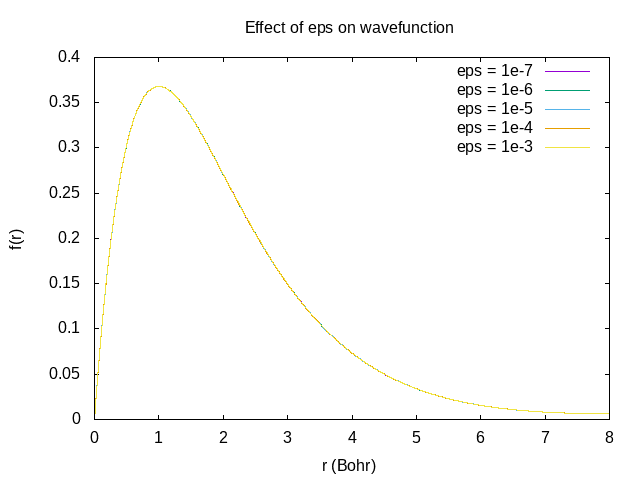 Effect of eps on wavefunction
0.4
0.35
0.3
0.25
0.2
0.15
0.1
0.05
0
f(r)
eps = 1e-7
eps = 1e-6
eps = 1e-5
eps = 1e-4
eps = 1e-3
0 1 2 3 4 5 6 7 8
r (Bohr)